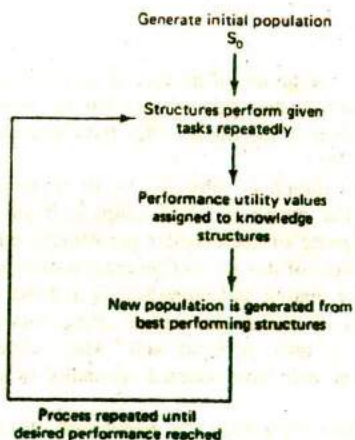 Generate initial population
S₀
Structures perform given
tasks repeatedly
Performance utility values
assigned to knowledge
structures
New population is generated from
best performing structures
Process repeated until
desired performance reached